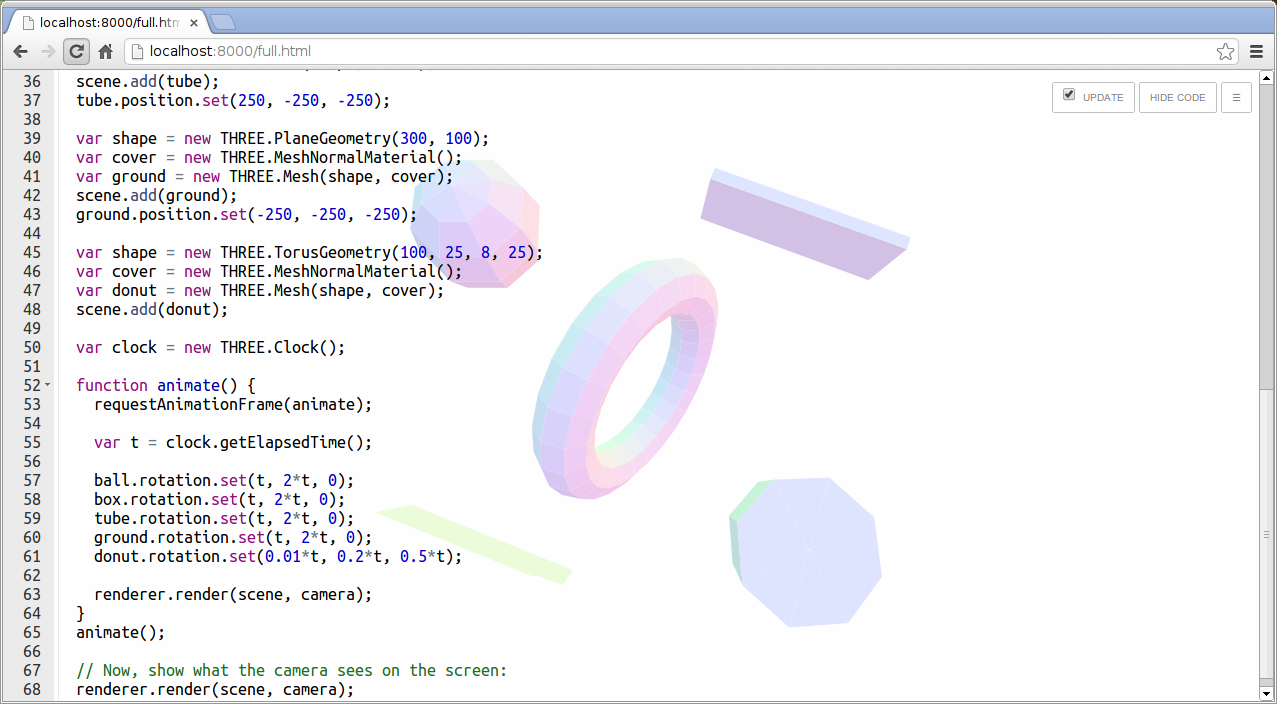 localhost:8000/full.htm
localhost:8000/full.html
UPDATE
HIDE CODE
36 scene.add(tube);
37 tube.position.set(250, -250, -250);
38
39 var shape = new THREE.PlaneGeometry(300, 100);
40 var cover = new THREE.MeshNormalMaterial();
41 var ground = new THREE.Mesh(shape, cover);
42 scene.add(ground);
43 ground.position.set(-250, -250, -250);
44
45 var shape = new THREE.TorusGeometry(100, 25, 8, 25);
46 var cover = new THREE.MeshNormalMaterial();
47 var donut = new THREE.Mesh(shape, cover);
48 scene.add(donut);
49
50 var clock = new THREE.Clock();
51
52 function animate() {
53 requestAnimationFrame(animate);
54
55 var t = clock.getElapsedTime();
56
57 ball.rotation.set(t, 2*t, 0);
58 box.rotation.set(t, 2*t, 0);
59 tube.rotation.set(t, 2*t, 0);
60 ground.rotation.set(t, 2*t, 0);
61 donut.rotation.set(0.01*t, 0.2*t, 0.5*t);
62
63 renderer.render(scene, camera);
64 }
65 animate();
66
67 // Now, show what the camera sees on the screen:
68 renderer.render(scene, camera);